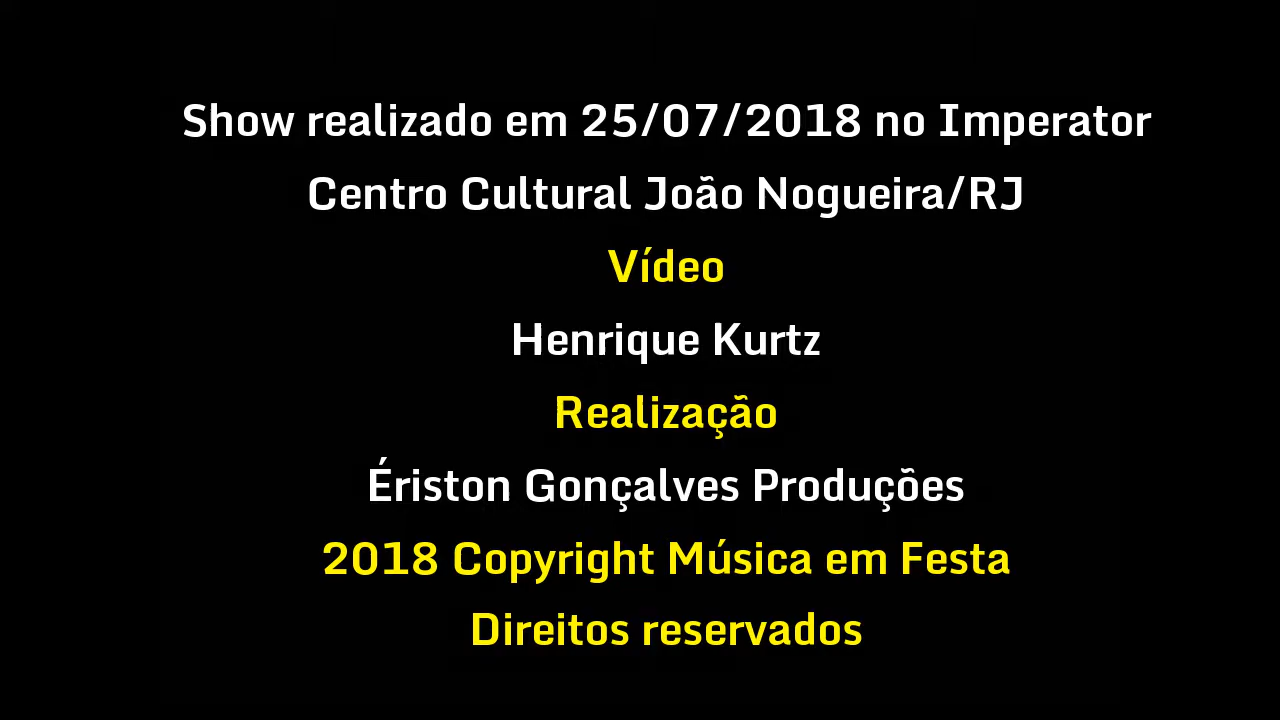 Show realizado em 25/07/2018 no Imperator
Centro Cultural João Nogueira/RJ
Vídeo
Henrique Kurtz
Realização
Ériston Gonçalves Produções
2018 Copyright Música em Festa
Direitos reservados